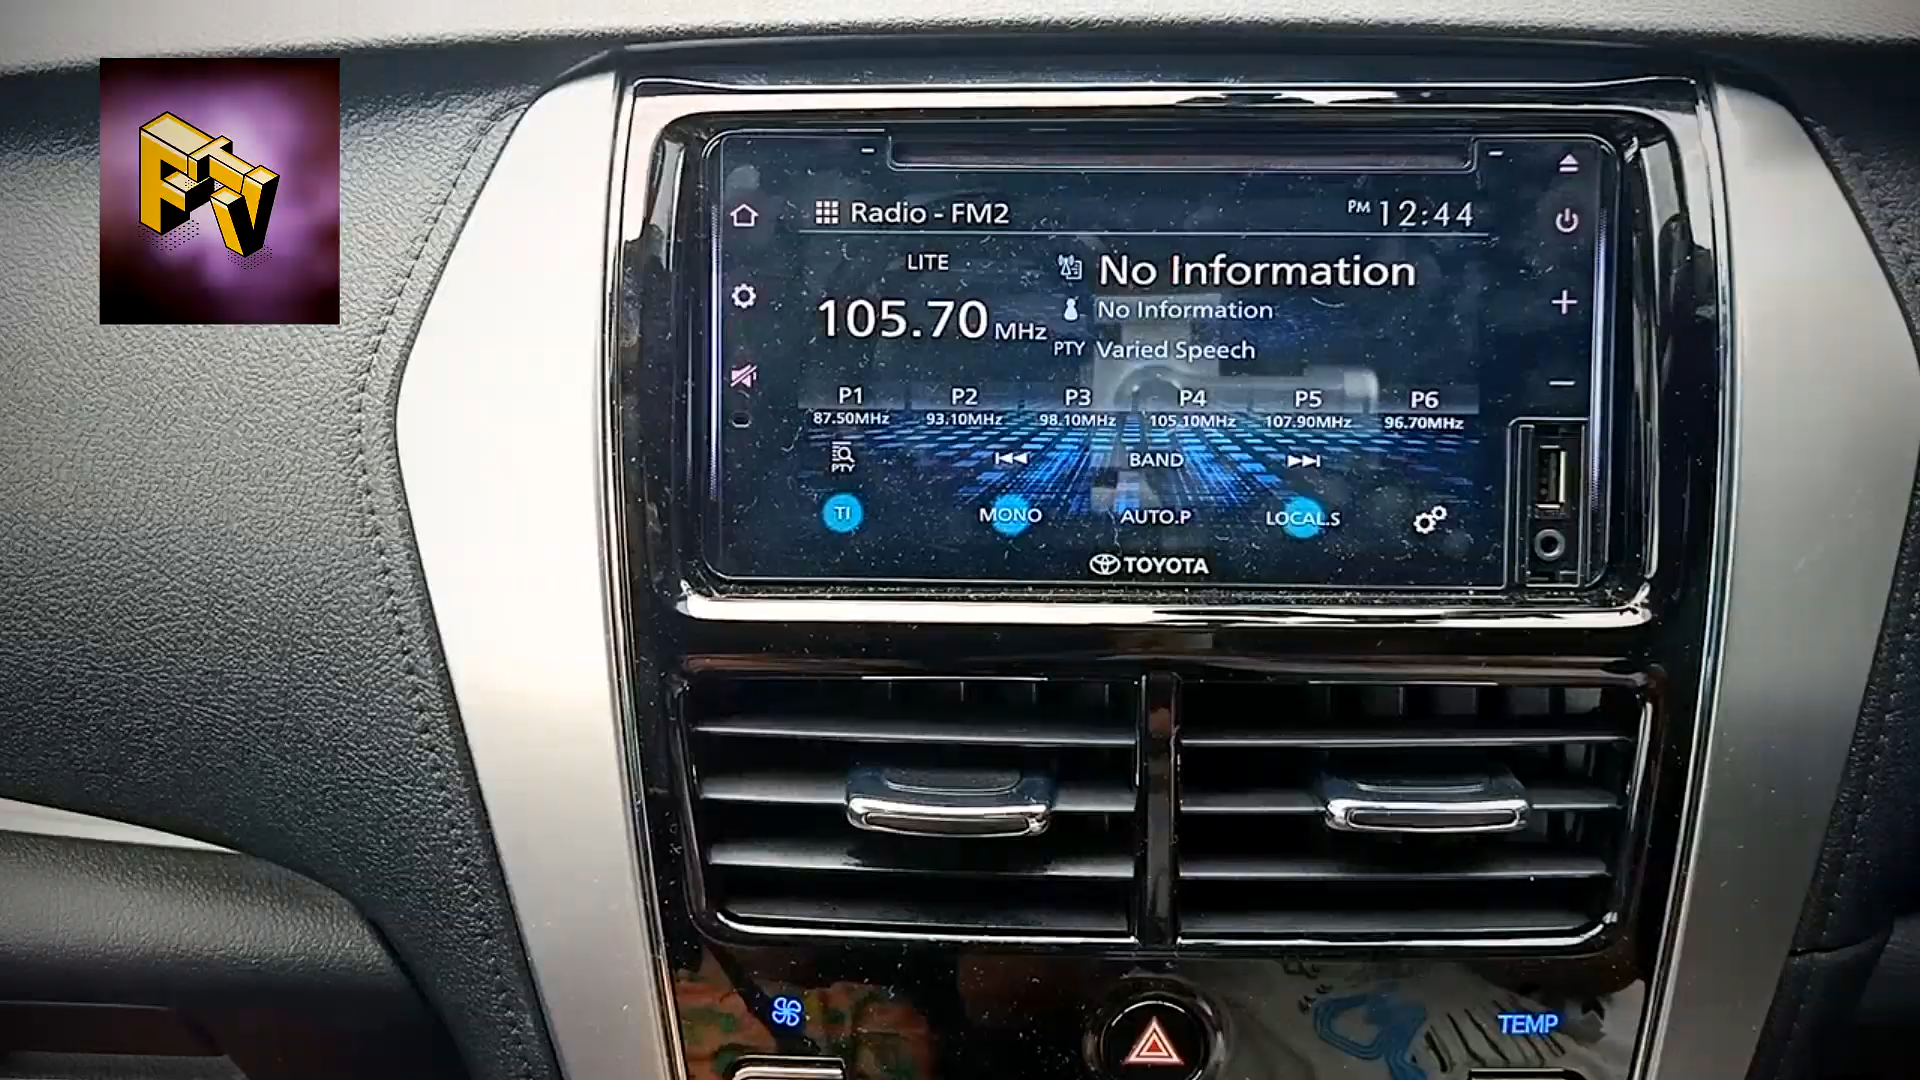 FTV
Radio - FM2
PM 12:44
LITE
No Information
105.70 MHz
No Information
PTY Varied Speech
P1 P2 P3 P4 P5 P6
87.50MHz 93.10MHz 98.10MHz 105.10MHz 107.90MHz 96.70MHz
PTY
BAND
TI MONO AUTO.P LOCAL.S
TOYOTA
TEMP